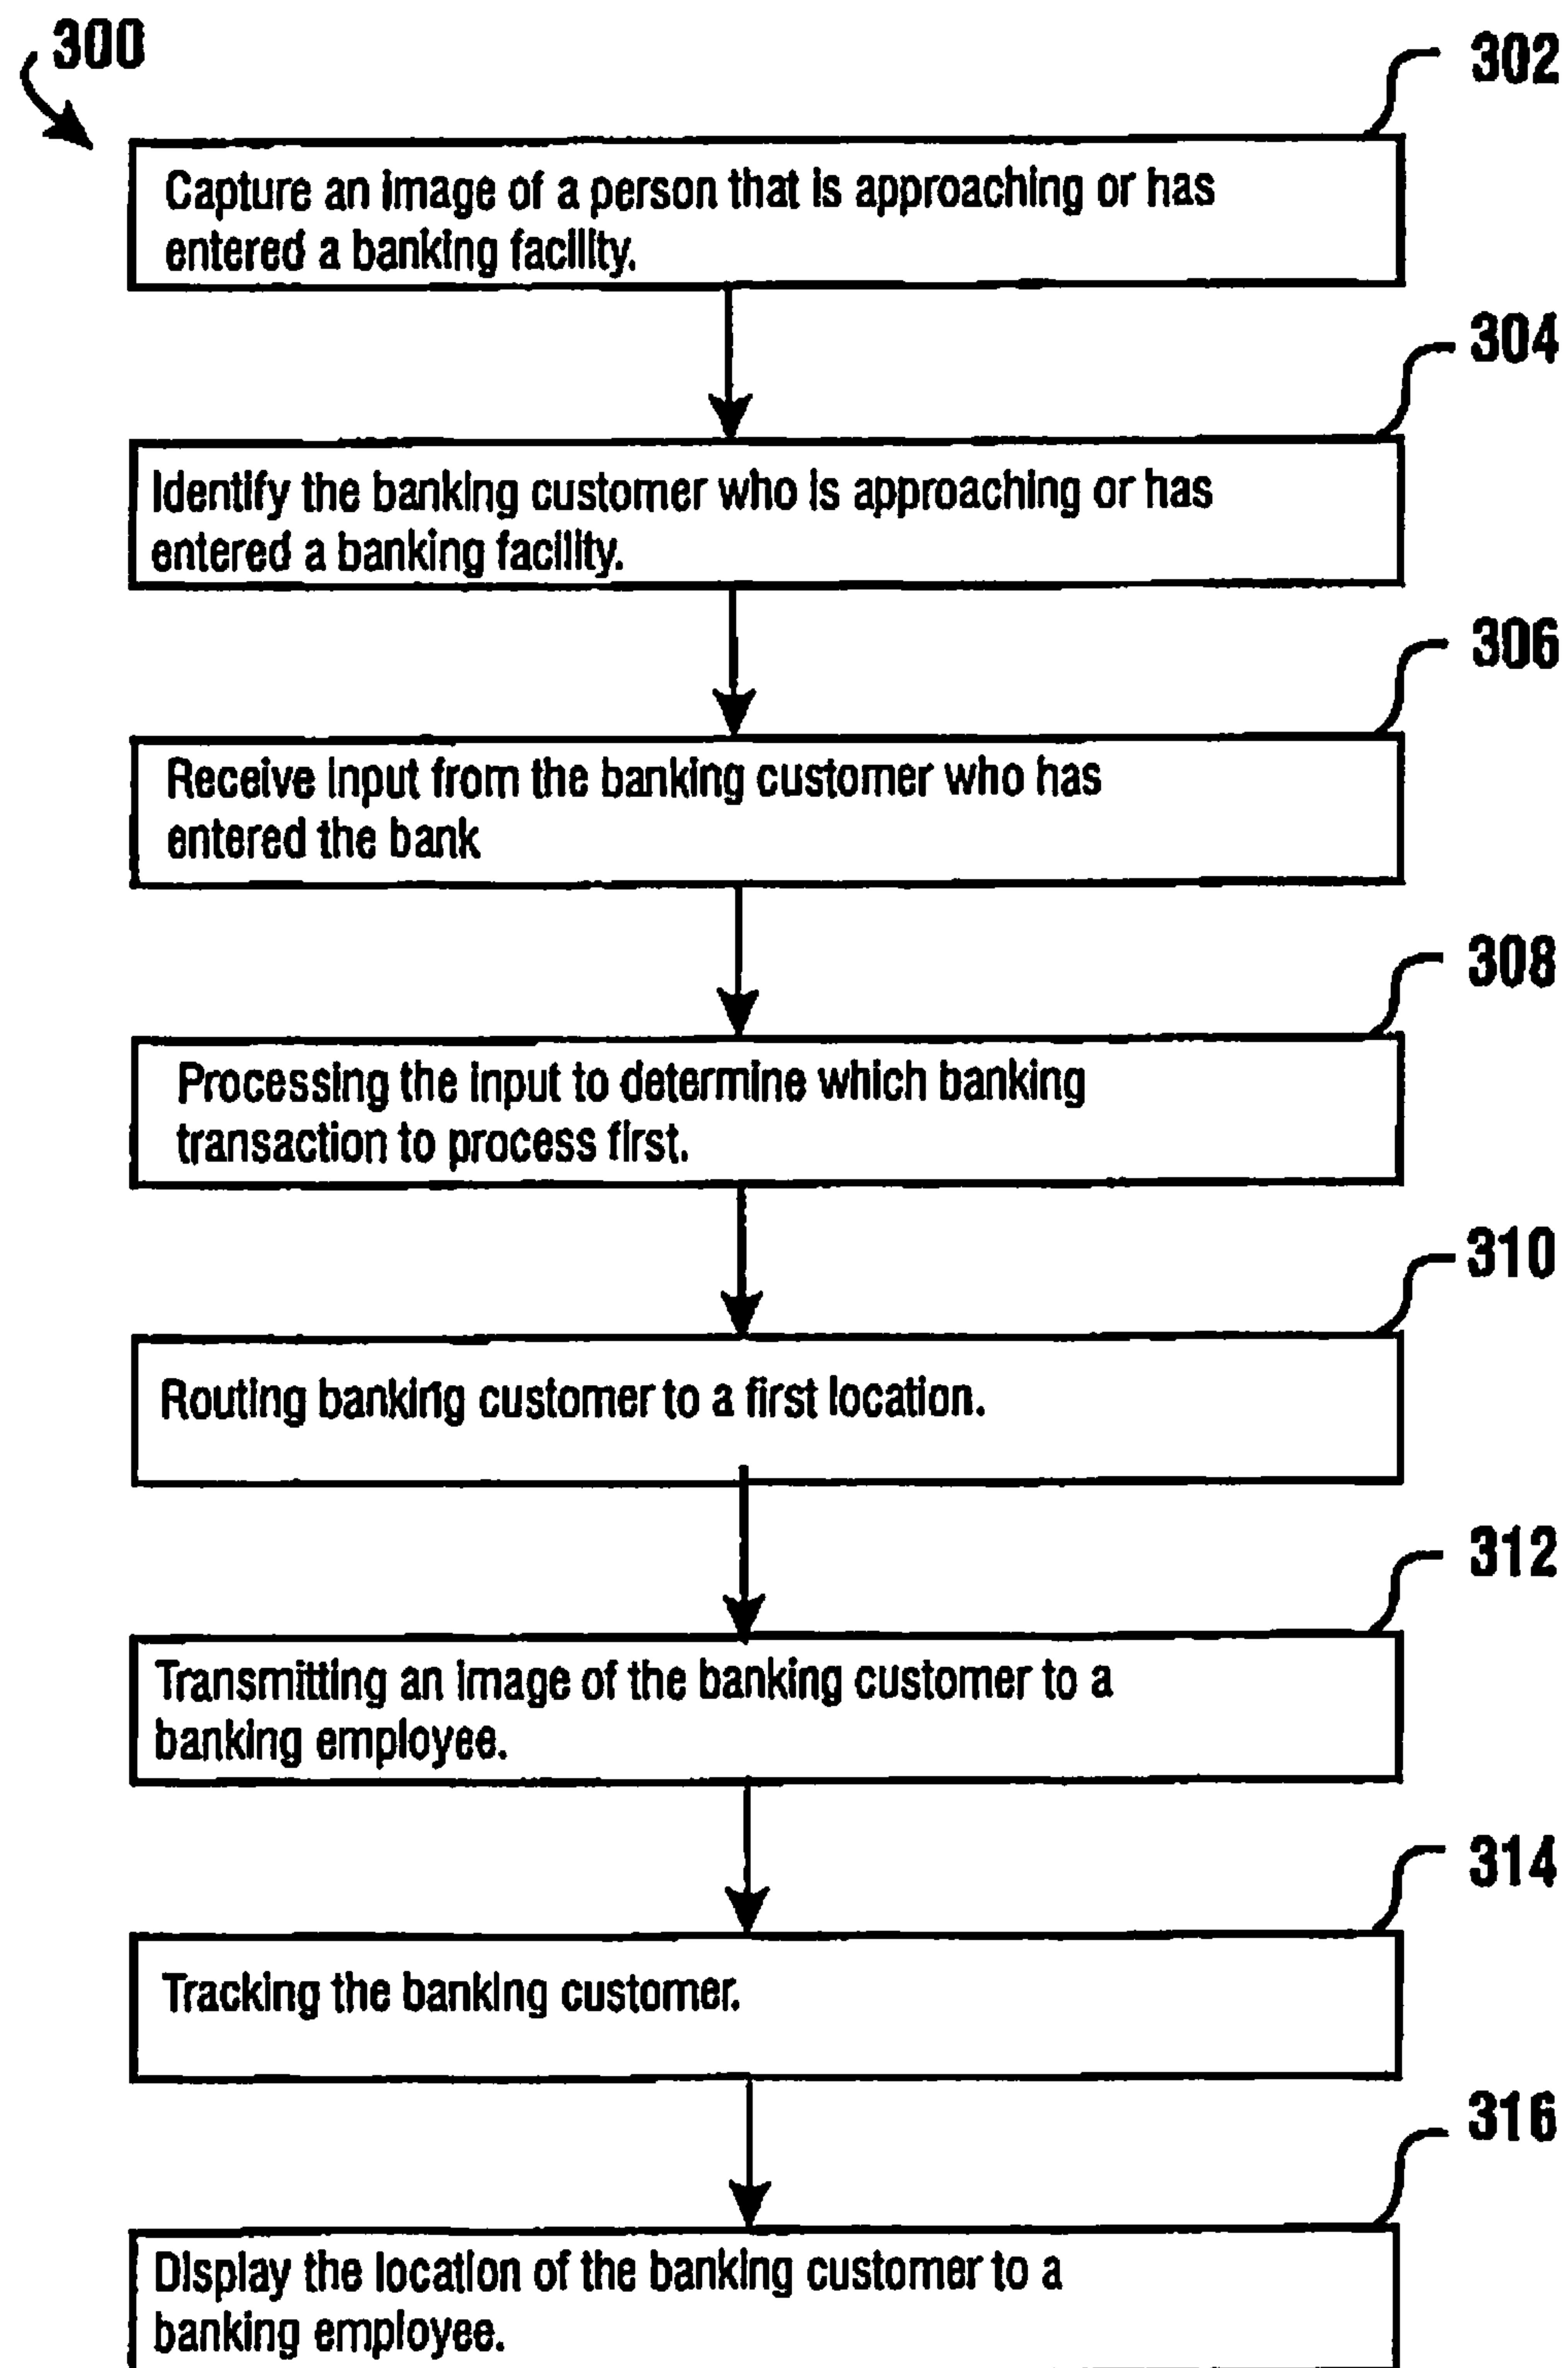 300
302
Capture an image of a person that is approaching or has
entered a banking facility.
304
Identify the banking customer who is approaching or has
entered a banking facility.
306
Receive input from the banking customer who has
entered the bank
308
Processing the input to determine which banking
transaction to process first.
310
Routing banking customer to a first location.
312
Transmitting an image of the banking customer to a
banking employee.
314
Tracking the banking customer.
316
Display the location of the banking customer to a
banking employee.